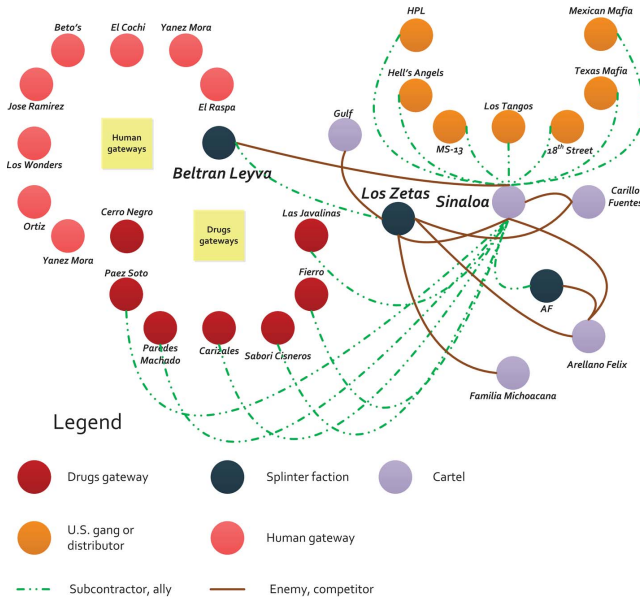 HPL
Mexican Mafia
Beto's
El Cochi
Yanez Mora
Hell's Angels
Texas Mafia
Jose Ramirez
El Raspa
Gulf
Los Tangos
MS-13
18th Street
Human
gateways
Los Wonders
Beltran Leyva
Los Zetas
Sinaloa
Carillo
Fuentes
Ortiz
Cerro Negro
Las Javalinas
Drugs
gateways
Yanez Mora
Paez Soto
Fierro
AF
Paredes
Machado
Carizales
Sabori Cisneros
Arellano Felix
Familia Michoacana
Legend
Drugs gateway
Splinter faction
Cartel
U.S. gang or
distributor
Human gateway
Subcontractor, ally
Enemy, competitor